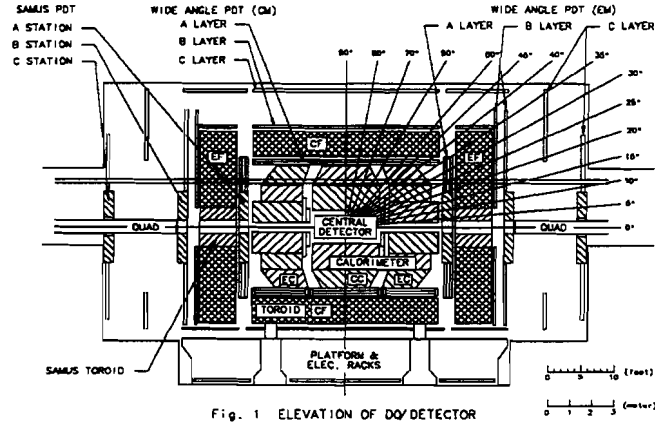 SAMUS PDT
A STATION
B STATION
C STATION
WIDE ANGLE PDT (CM)
A LAYER
B LAYER
C LAYER
WIDE ANGLE PDT (EM)
A LAYER
B LAYER
C LAYER
90°
80°
70°
60°
50°
45°
40°
35°
30°
25°
20°
15°
10°
5°
0°
EF
CF
EF
QUAD
CENTRAL
DETECTOR
QUAD
CALORIMETER
EC
CC
EC
TOROID
CF
SAMUS TOROID
PLATFORM &
ELEC. RACKS
0 5 10 (feet)
0 1 2 3 (meter)
Fig. 1 ELEVATION OF DØ DETECTOR